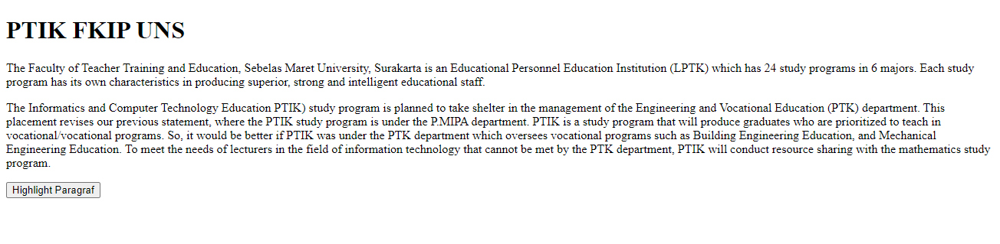 PTIK FKIP UNS
The Faculty of Teacher Training and Education, Sebelas Maret University, Surakarta is an Educational Personnel Education Institution (LPTK) which has 24 study programs in 6 majors. Each study
program has its own characteristics in producing superior, strong and intelligent educational staff.
The Informatics and Computer Technology Education PTIK) study program is planned to take shelter in the management of the Engineering and Vocational Education (PTK) department. This
placement revises our previous statement, where the PTIK study program is under the P.MIPA department. PTIK is a study program that will produce graduates who are prioritized to teach in
vocational/vocational programs. So, it would be better if PTIK was under the PTK department which oversees vocational programs such as Building Engineering Education, and Mechanical
Engineering Education. To meet the needs of lecturers in the field of information technology that cannot be met by the PTK department, PTIK will conduct resource sharing with the mathematics study
program.
Highlight Paragraf